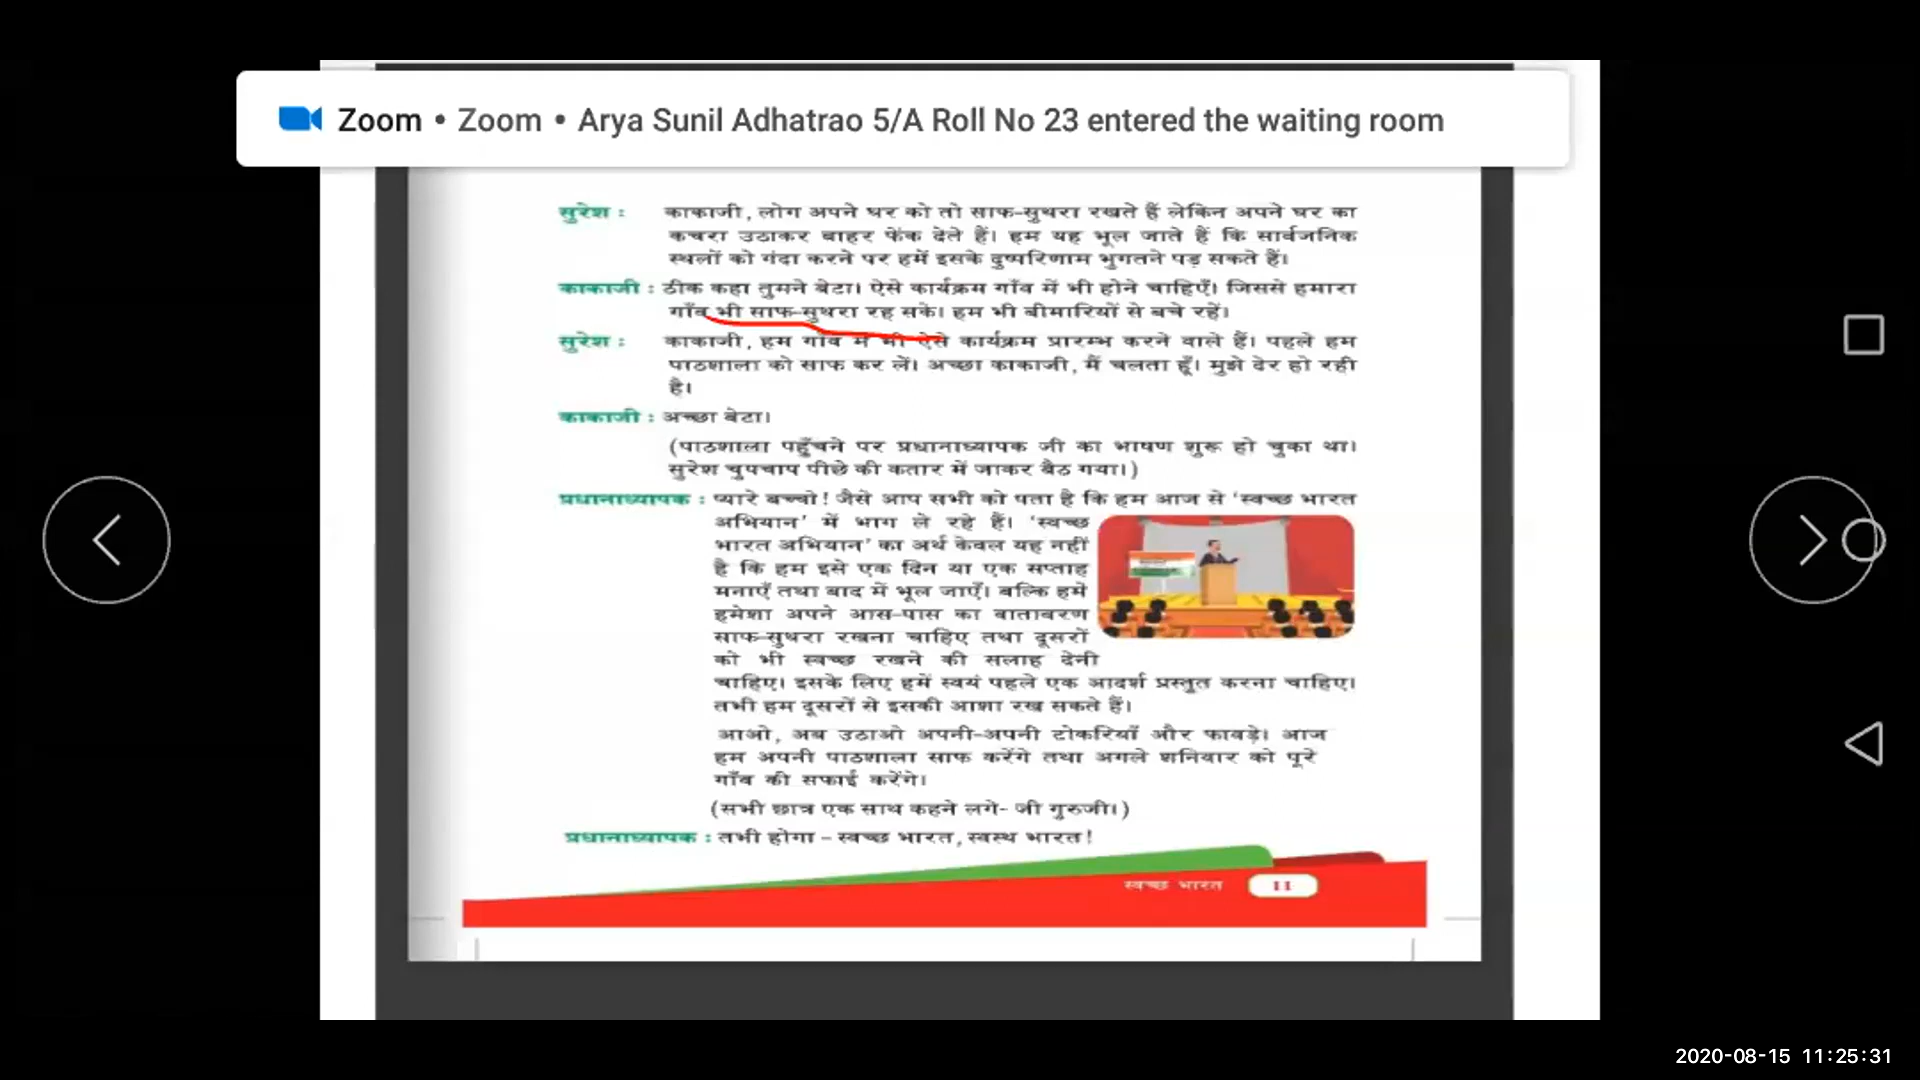 Zoom • Zoom • Arya Sunil Adhatrao 5/A Roll No 23 entered the waiting room
सुरेश : काकाजी, लोग अपने घर को तो साफ-सुथरा रखते हैं लेकिन अपने घर का
कचरा उठाकर बाहर फेंक देते हैं। हम यह भूल जाते हैं कि सार्वजनिक
स्थलों को गंदा करने पर हमें इसके दुष्परिणाम भुगतने पड़ सकते हैं।
काकाजी : ठीक कहा तुमने बेटा। ऐसे कार्यक्रम गाँव में भी होने चाहिएँ। जिससे हमारा
गाँव भी साफ-सुथरा रह सके। हम भी बीमारियों से बचे रहें।
सुरेश : काकाजी, हम गाँव में भी ऐसे कार्यक्रम प्रारम्भ करने वाले हैं। पहले हम
पाठशाला को साफ कर लें। अच्छा काकाजी, मैं चलता हूँ। मुझे देर हो रही
है।
काकाजी : अच्छा बेटा।
(पाठशाला पहुँचने पर प्रधानाध्यापक जी का भाषण शुरू हो चुका था।
सुरेश चुपचाप पीछे की कतार में जाकर बैठ गया।)
प्रधानाध्यापक : प्यारे बच्चो! जैसे आप सभी को पता है कि हम आज से ‘स्वच्छ भारत
अभियान’ में भाग ले रहे हैं। ‘स्वच्छ
भारत अभियान’ का अर्थ केवल यह नहीं
है कि हम इसे एक दिन या एक सप्ताह
मनाएँ तथा बाद में भूल जाएँ। बल्कि हमें
हमेशा अपने आस-पास का वातावरण
साफ-सुथरा रखना चाहिए तथा दूसरों
को भी स्वच्छ रखने की सलाह देनी
चाहिए। इसके लिए हमें स्वयं पहले एक आदर्श प्रस्तुत करना चाहिए।
तभी हम दूसरों से इसकी आशा रख सकते हैं।
आओ, अब उठाओ अपनी-अपनी टोकरियाँ और फावड़े। आज
हम अपनी पाठशाला साफ करेंगे तथा अगले शनिवार को पूरे
गाँव की सफाई करेंगे।
(सभी छात्र एक साथ कहने लगे- जी गुरुजी।)
प्रधानाध्यापक : तभी होगा – स्वच्छ भारत, स्वस्थ भारत!
स्वच्छ भारत 11
2020-08-15 11:25:31